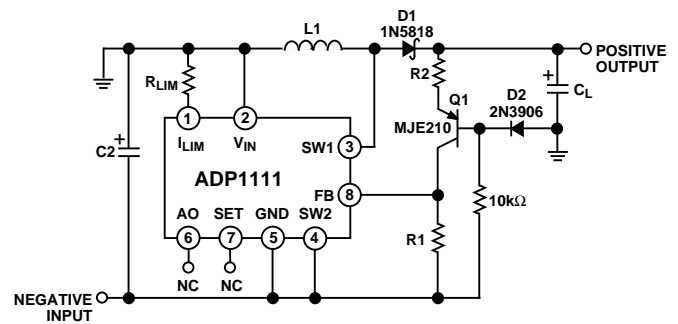 D1
1N5818
L1
POSITIVE
OUTPUT
R2
RLIM
D2
2N3906
Q1
CL
MJE210
1
2
ILIM
VIN
SW1
3
C2
ADP1111
FB
8
10kΩ
AO
SET
GND
SW2
R1
6
7
5
4
NC
NC
NEGATIVE
INPUT